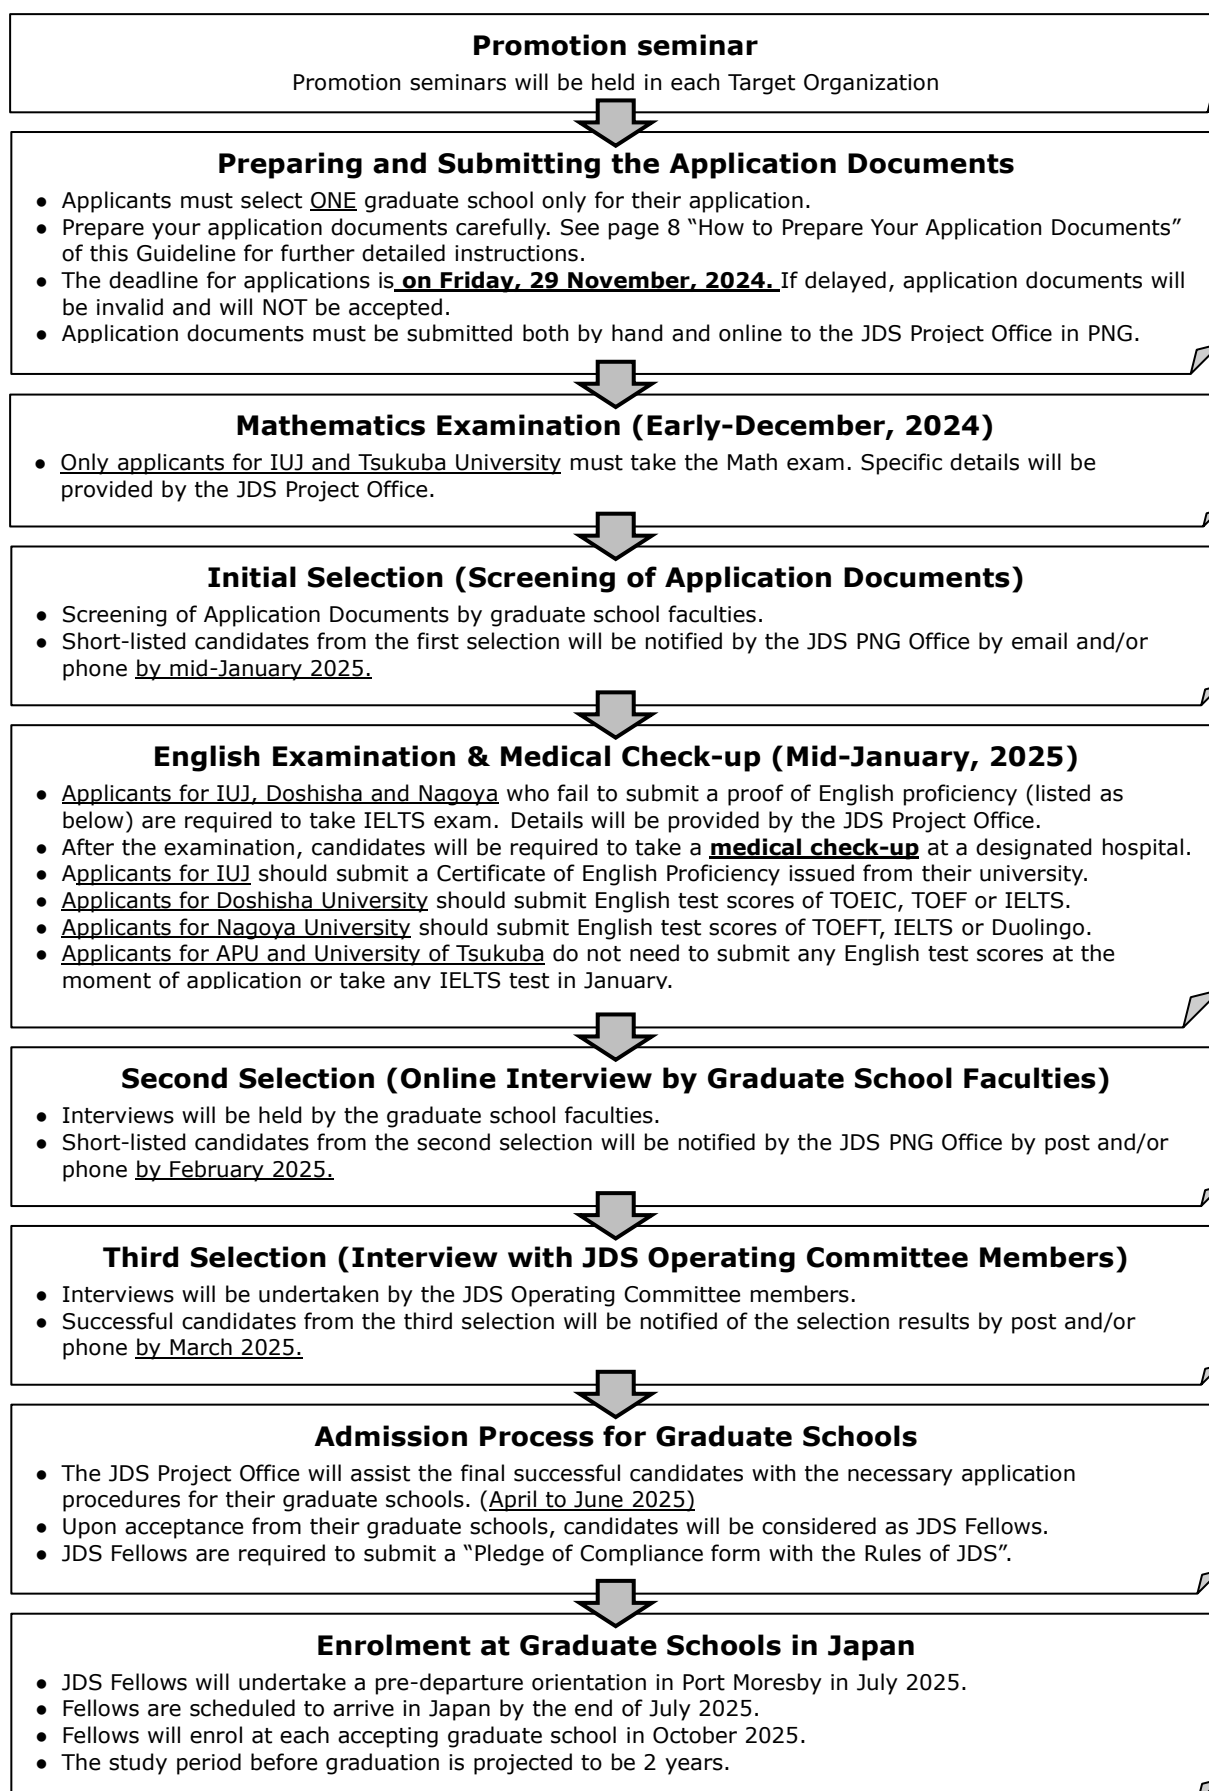 Promotion seminar
Promotion seminars will be held in each Target Organization
Preparing and Submitting the Application Documents
● Applicants must select ONE graduate school only for their application.
● Prepare your application documents carefully. See page 8 “How to Prepare Your Application Documents”
of this Guideline for further detailed instructions.
● The deadline for applications is on Friday, 29 November, 2024. If delayed, application documents will
be invalid and will NOT be accepted.
● Application documents must be submitted both by hand and online to the JDS Project Office in PNG.
Mathematics Examination (Early-December, 2024)
● Only applicants for IUJ and Tsukuba University must take the Math exam. Specific details will be
provided by the JDS Project Office.
Initial Selection (Screening of Application Documents)
● Screening of Application Documents by graduate school faculties.
● Short-listed candidates from the first selection will be notified by the JDS PNG Office by email and/or
phone by mid-January 2025.
English Examination & Medical Check-up (Mid-January, 2025)
● Applicants for IUJ, Doshisha and Nagoya who fail to submit a proof of English proficiency (listed as
below) are required to take IELTS exam. Details will be provided by the JDS Project Office.
● After the examination, candidates will be required to take a medical check-up at a designated hospital.
● Applicants for IUJ should submit a Certificate of English Proficiency issued from their university.
● Applicants for Doshisha University should submit English test scores of TOEIC, TOEF or IELTS.
● Applicants for Nagoya University should submit English test scores of TOEFT, IELTS or Duolingo.
● Applicants for APU and University of Tsukuba do not need to submit any English test scores at the
moment of application or take any IELTS test in January.
Second Selection (Online Interview by Graduate School Faculties)
● Interviews will be held by the graduate school faculties.
● Short-listed candidates from the second selection will be notified by the JDS PNG Office by post and/or
phone by February 2025.
Third Selection (Interview with JDS Operating Committee Members)
● Interviews will be undertaken by the JDS Operating Committee members.
● Successful candidates from the third selection will be notified of the selection results by post and/or
phone by March 2025.
Admission Process for Graduate Schools
● The JDS Project Office will assist the final successful candidates with the necessary application
procedures for their graduate schools. (April to June 2025)
● Upon acceptance from their graduate schools, candidates will be considered as JDS Fellows.
● JDS Fellows are required to submit a “Pledge of Compliance form with the Rules of JDS”.
Enrolment at Graduate Schools in Japan
● JDS Fellows will undertake a pre-departure orientation in Port Moresby in July 2025.
● Fellows are scheduled to arrive in Japan by the end of July 2025.
● Fellows will enrol at each accepting graduate school in October 2025.
● The study period before graduation is projected to be 2 years.